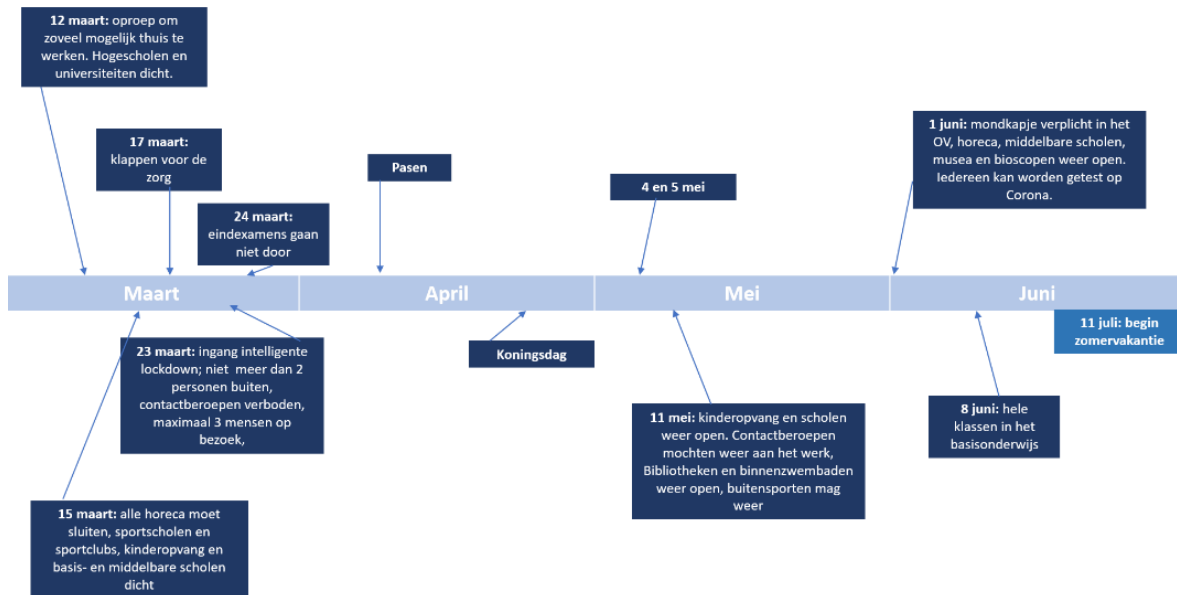 12 maart: oproep om
zoveel mogelijk thuis te
werken. Hogescholen en
universiteiten dicht.
17 maart:
klappen voor de
zorg
24 maart:
eindexamens gaan
niet door
Pasen
4 en 5 mei
1 juni: mondkapje verplicht in het
OV, horeca, middelbare scholen,
musea en bioscopen weer open.
Iedereen kan worden getest op
Corona.
Maart
April
Mei
Juni
11 juli: begin
zomervakantie
23 maart: ingang intelligente
lockdown; niet meer dan 2
personen buiten,
contactberoepen verboden,
maximaal 3 mensen op
bezoek,
Koningsdag
11 mei: kinderopvang en scholen
weer open. Contactberoepen
mochten weer aan het werk,
Bibliotheken en binnenzwembaden
weer open, buitensporten mag
weer
8 juni: hele
klassen in het
basisonderwijs
15 maart: alle horeca moet
sluiten, sportscholen en
sportclubs, kinderopvang en
basis- en middelbare scholen
dicht